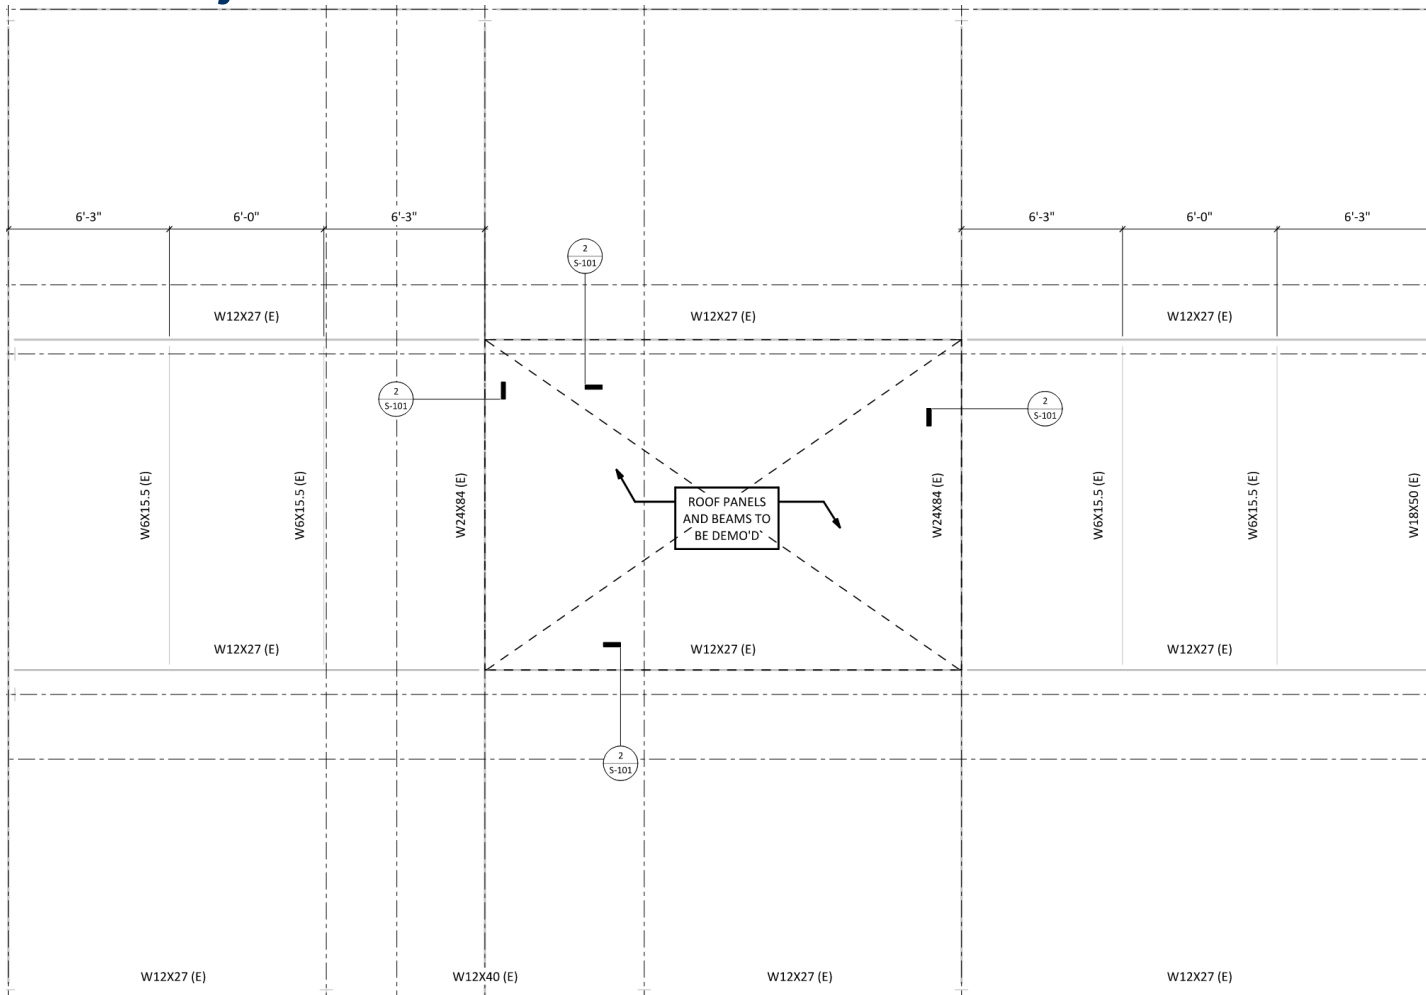 6'-3"
6'-0"
6'-3"
6'-3"
6'-0"
6'-3"
2
S-101
W12X27 (E)
W12X27 (E)
W12X27 (E)
2
S-101
2
S-101
W6X15.5 (E)
W6X15.5 (E)
W24X84 (E)
ROOF PANELS
AND BEAMS TO
BE DEMO'D`
W24X84 (E)
W6X15.5 (E)
W6X15.5 (E)
W18X50 (E)
W12X27 (E)
W12X27 (E)
W12X27 (E)
2
S-101
W12X27 (E)
W12X40 (E)
W12X27 (E)
W12X27 (E)